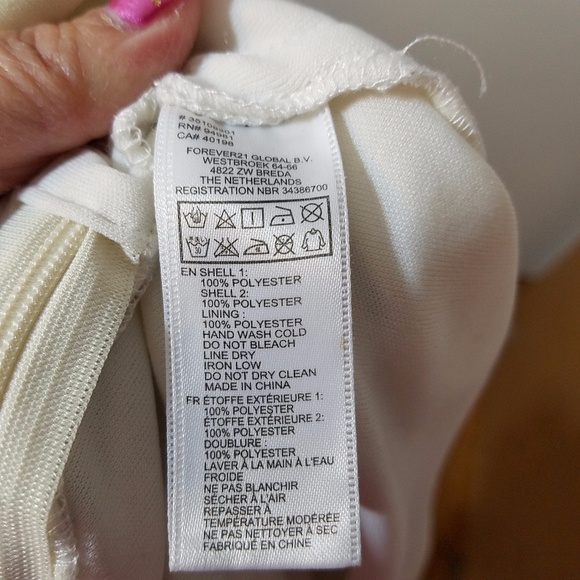 RN# 94961
CA# 40198
FOREVER21 GLOBAL B.V.
WESTBROEK 64-66
4822 ZW BREDA
THE NETHERLANDS
REGISTRATION NBR 34386700
30
EN SHELL 1:
100% POLYESTER
SHELL 2:
100% POLYESTER
LINING :
100% POLYESTER
HAND WASH COLD
DO NOT BLEACH
LINE DRY
IRON LOW
DO NOT DRY CLEAN
MADE IN CHINA
FR ÉTOFFE EXTÉRIEURE 1:
100% POLYESTER
ÉTOFFE EXTÉRIEURE 2:
100% POLYESTER
DOUBLURE :
100% POLYESTER
LAVER À LA MAIN À L'EAU
FROIDE
NE PAS BLANCHIR
SÉCHER À L'AIR
REPASSER À
TEMPÉRATURE MODÉRÉE
NE PAS NETTOYER À SEC
FABRIQUÉ EN CHINE